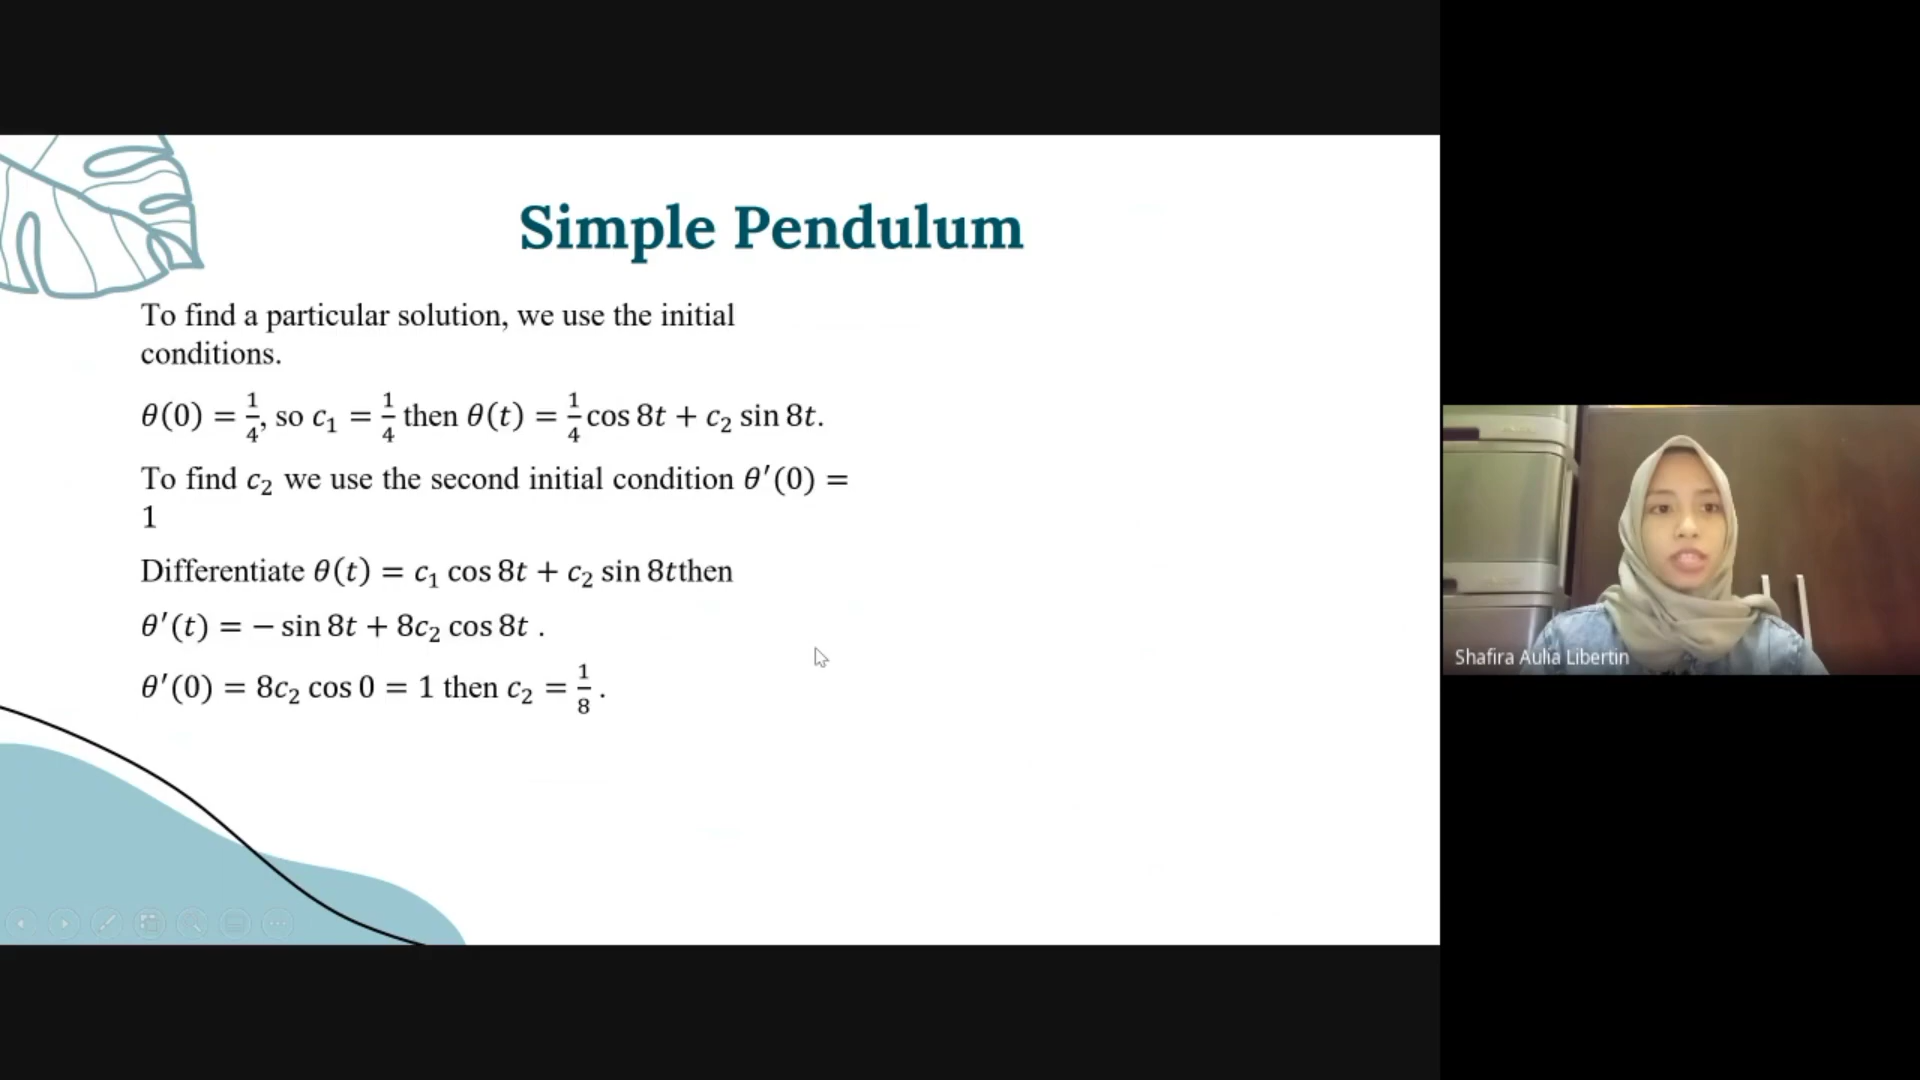 Simple Pendulum
To find a particular solution, we use the initial
conditions.
θ(0) = 1/4, so c₁ = 1/4 then θ(t) = 1/4 cos 8t + c₂ sin 8t.
To find c₂ we use the second initial condition θ′(0) =
1
Differentiate θ(t) = c₁ cos 8t + c₂ sin 8tthen
θ′(t) = − sin 8t + 8c₂ cos 8t .
θ′(0) = 8c₂ cos 0 = 1 then c₂ = 1/8 .
Shafira Aulia Libertin